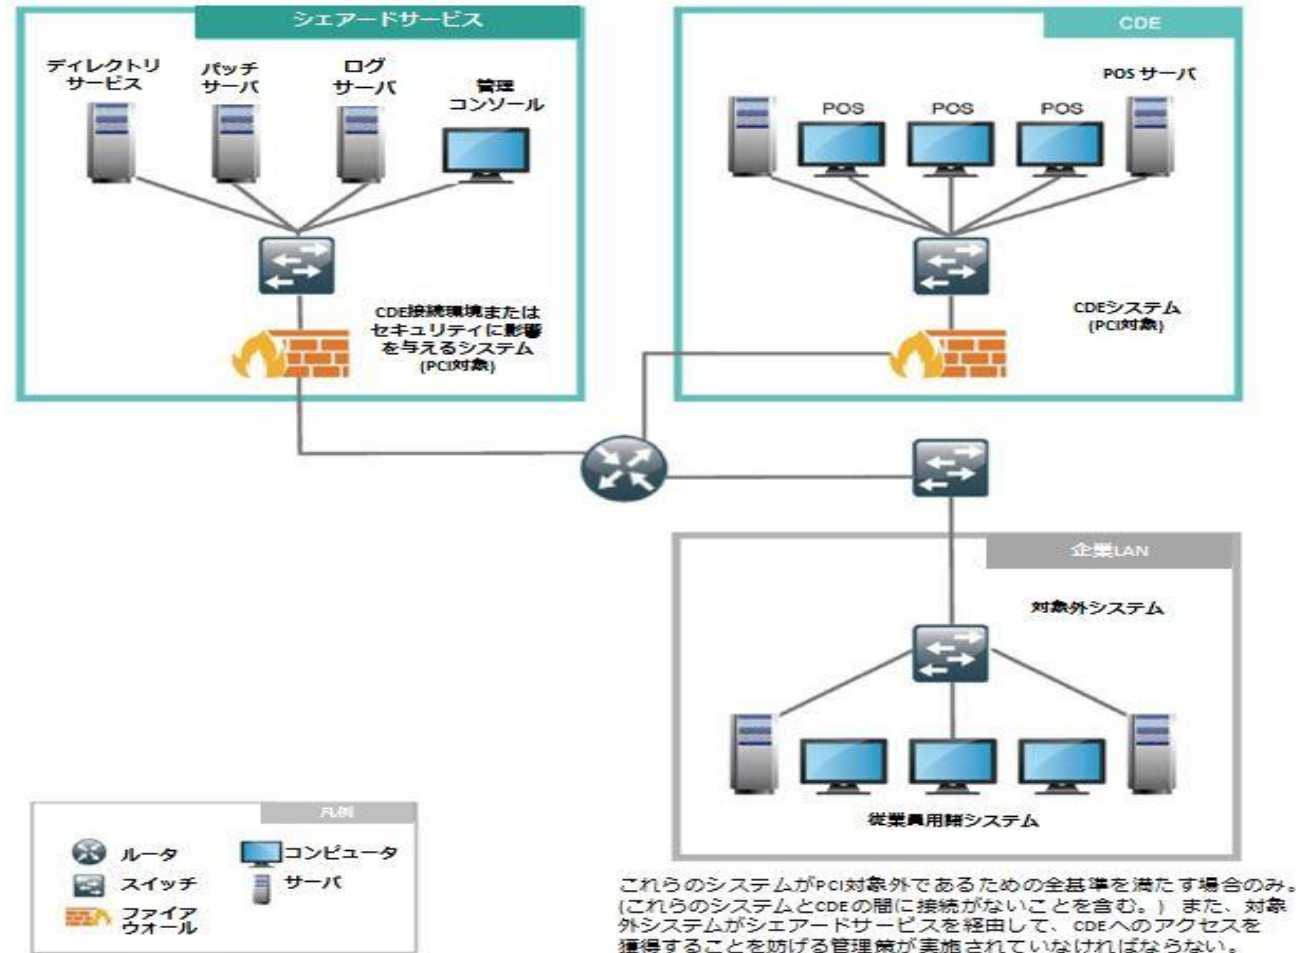 シェアードサービス
ディレクトリ
サービス
パッチ
サーバ
ログ
サーバ
管理
コンソール
CDE接続環境または
セキュリティに影響
を与えるシステム
(PCI対象)
CDE
POS サーバ
POS
POS
POS
CDEシステム
(PCI対象)
企業LAN
対象外システム
従業員用諸システム
凡例
ルータ
スイッチ
ファイア
ウォール
コンピュータ
サーバ
これらのシステムがPCI対象外であるための全基準を満たす場合のみ。
(これらのシステムとCDEの間に接続がないことを含む。) また、対象
外システムがシェアードサービスを経由して、CDEへのアクセスを
獲得することを妨げる管理策が実施されていなければならない。